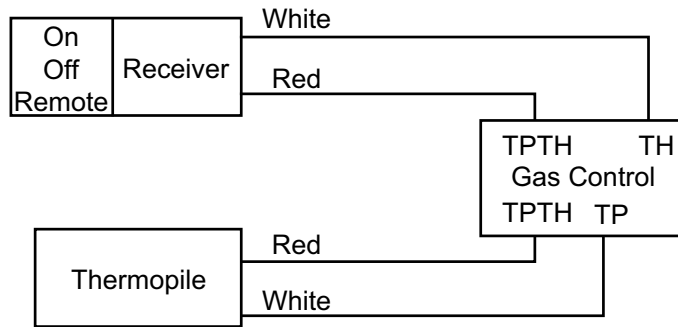 White
On
Off
Remote
Receiver
Red
TPTH TH
Gas Control
TPTH TP
Red
Thermopile
White